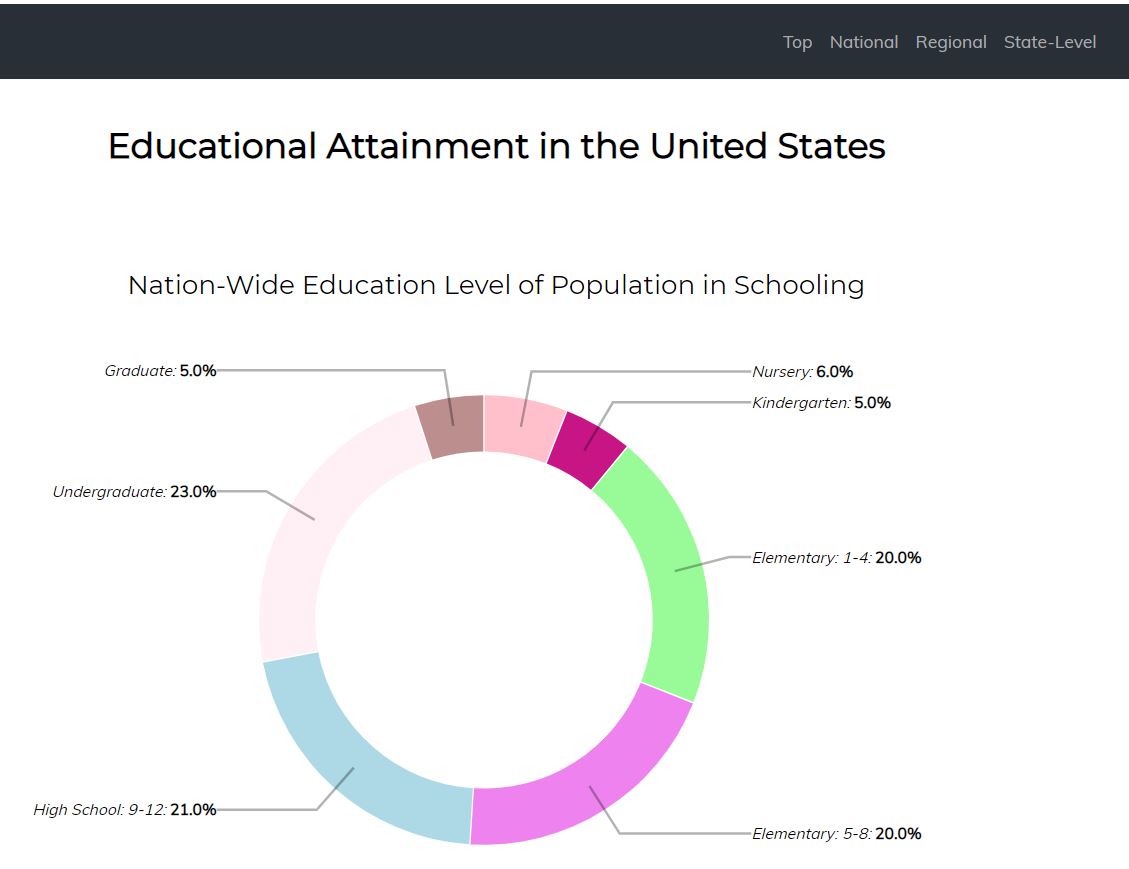 Top National Regional State-Level
Educational Attainment in the United States
Nation-Wide Education Level of Population in Schooling
Graduate: 5.0%
Nursery: 6.0%
Kindergarten: 5.0%
Undergraduate: 23.0%
Elementary: 1-4: 20.0%
High School: 9-12: 21.0%
Elementary: 5-8: 20.0%